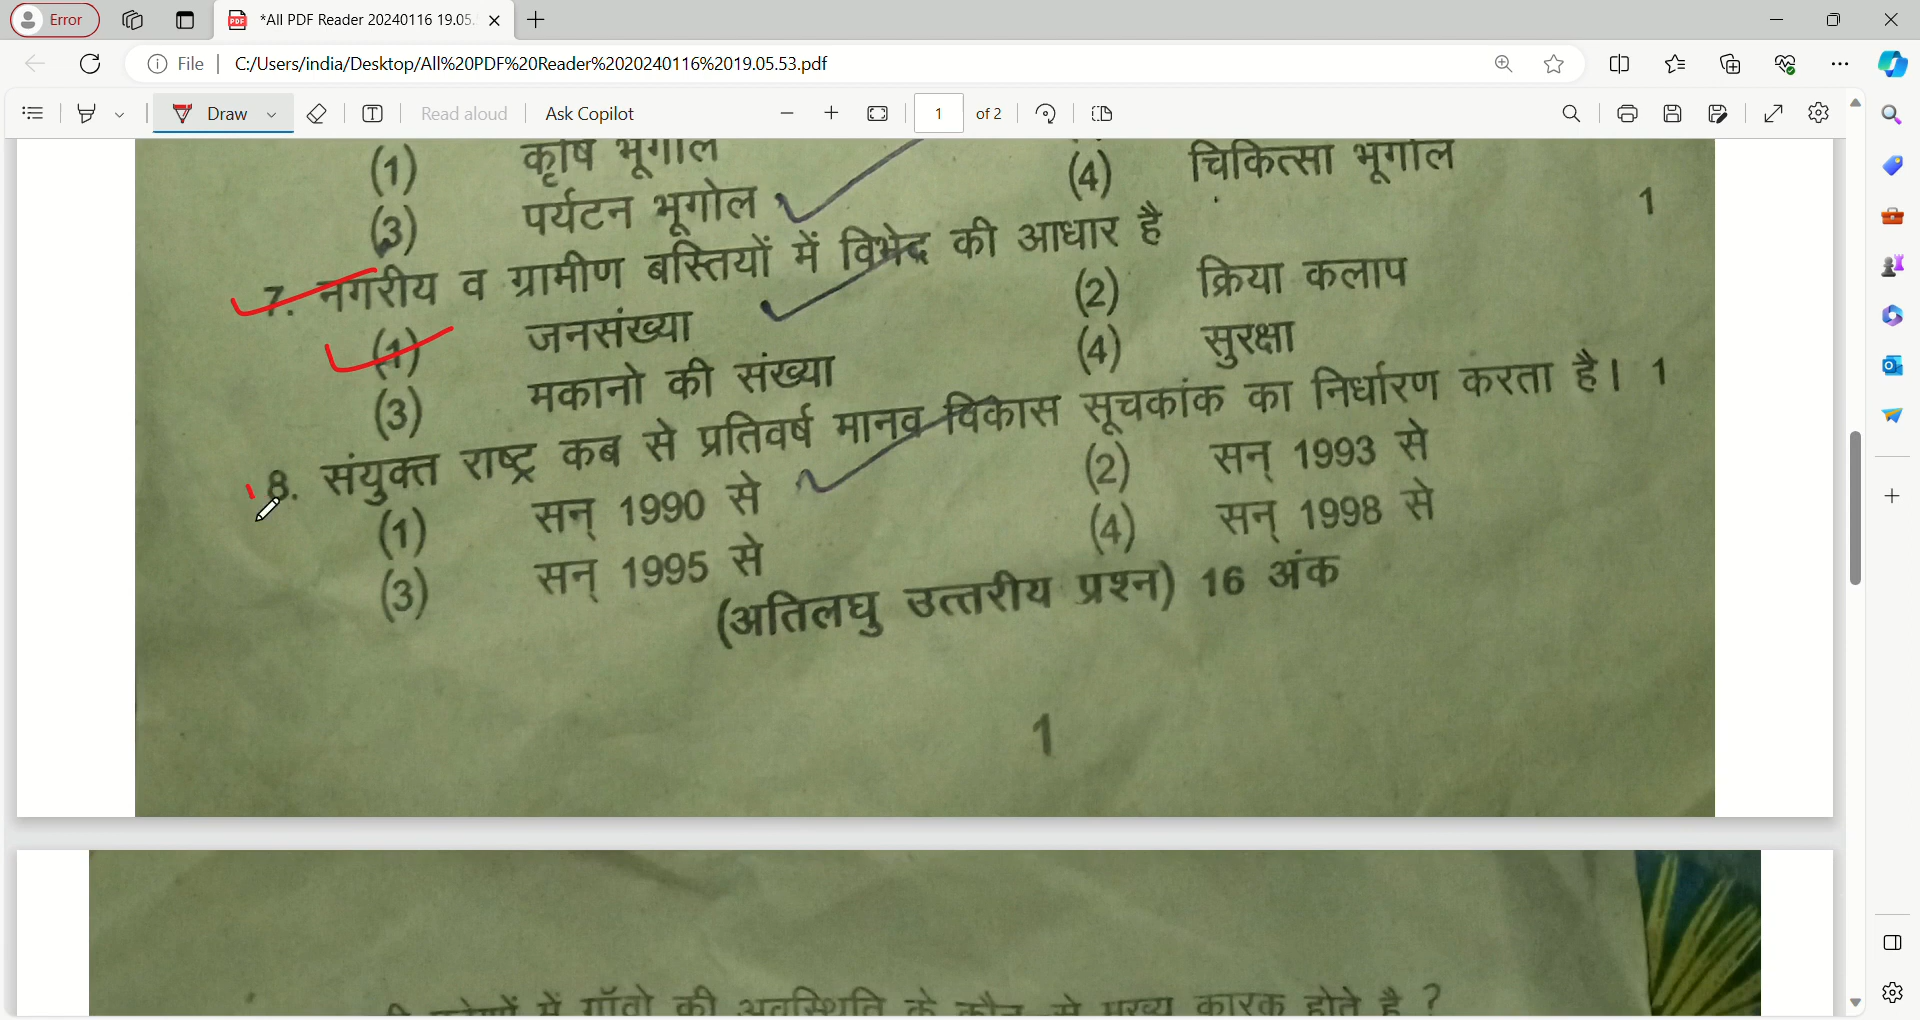 Error
*All PDF Reader 20240116 19.05.
File
C:/Users/india/Desktop/All%20PDF%20Reader%2020240116%2019.05.53.pdf
Draw
Read aloud
Ask Copilot
1 of 2
(1) कृषि भूगोल
(4) चिकित्सा भूगोल
(3) पर्यटन भूगोल
7. नगरीय व ग्रामीण बस्तियों में विभेद की आधार है 1
(1) जनसंख्या (2) क्रिया कलाप
(3) मकानो की संख्या (4) सुरक्षा
8. संयुक्त राष्ट्र कब से प्रतिवर्ष मानव विकास सूचकांक का निर्धारण करता है। 1
(1) सन् 1990 से (2) सन् 1993 से
(3) सन् 1995 से (4) सन् 1998 से
(अतिलघु उत्तरीय प्रश्न) 16 अंक
1
में गाँवो की अवस्थिति के कौन से मुख्य कारक होते है ?